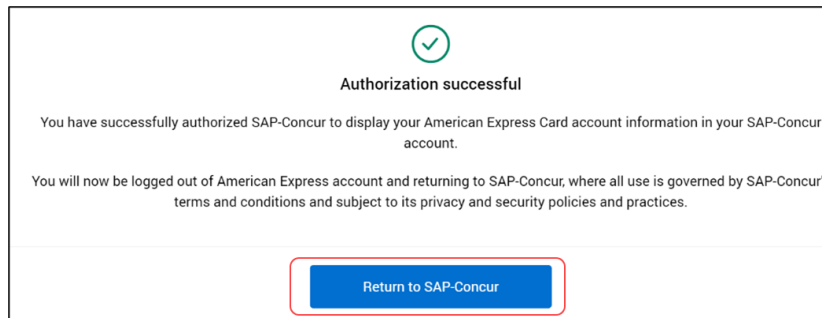 Authorization successful
You have successfully authorized SAP-Concur to display your American Express Card account information in your SAP-Concur
account.
You will now be logged out of American Express account and returning to SAP-Concur, where all use is governed by SAP-Concur'
terms and conditions and subject to its privacy and security policies and practices.
Return to SAP-Concur